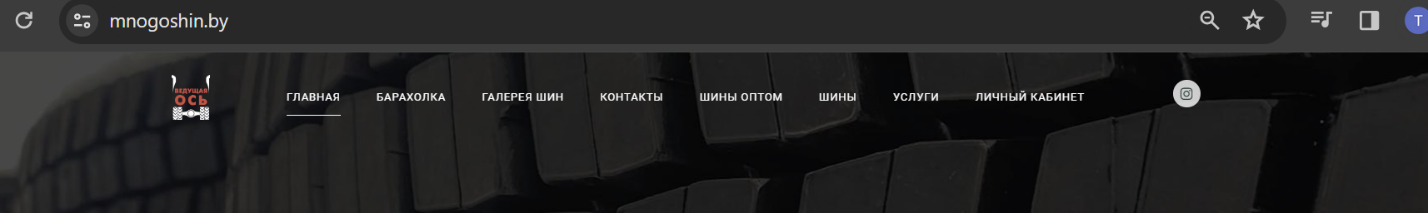 mnogoshin.by
T
ВЕДУЩАЯ
ОСЬ
ГЛАВНАЯ БАРАХОЛКА ГАЛЕРЕЯ ШИН КОНТАКТЫ ШИНЫ ОПТОМ ШИНЫ УСЛУГИ ЛИЧНЫЙ КАБИНЕТ